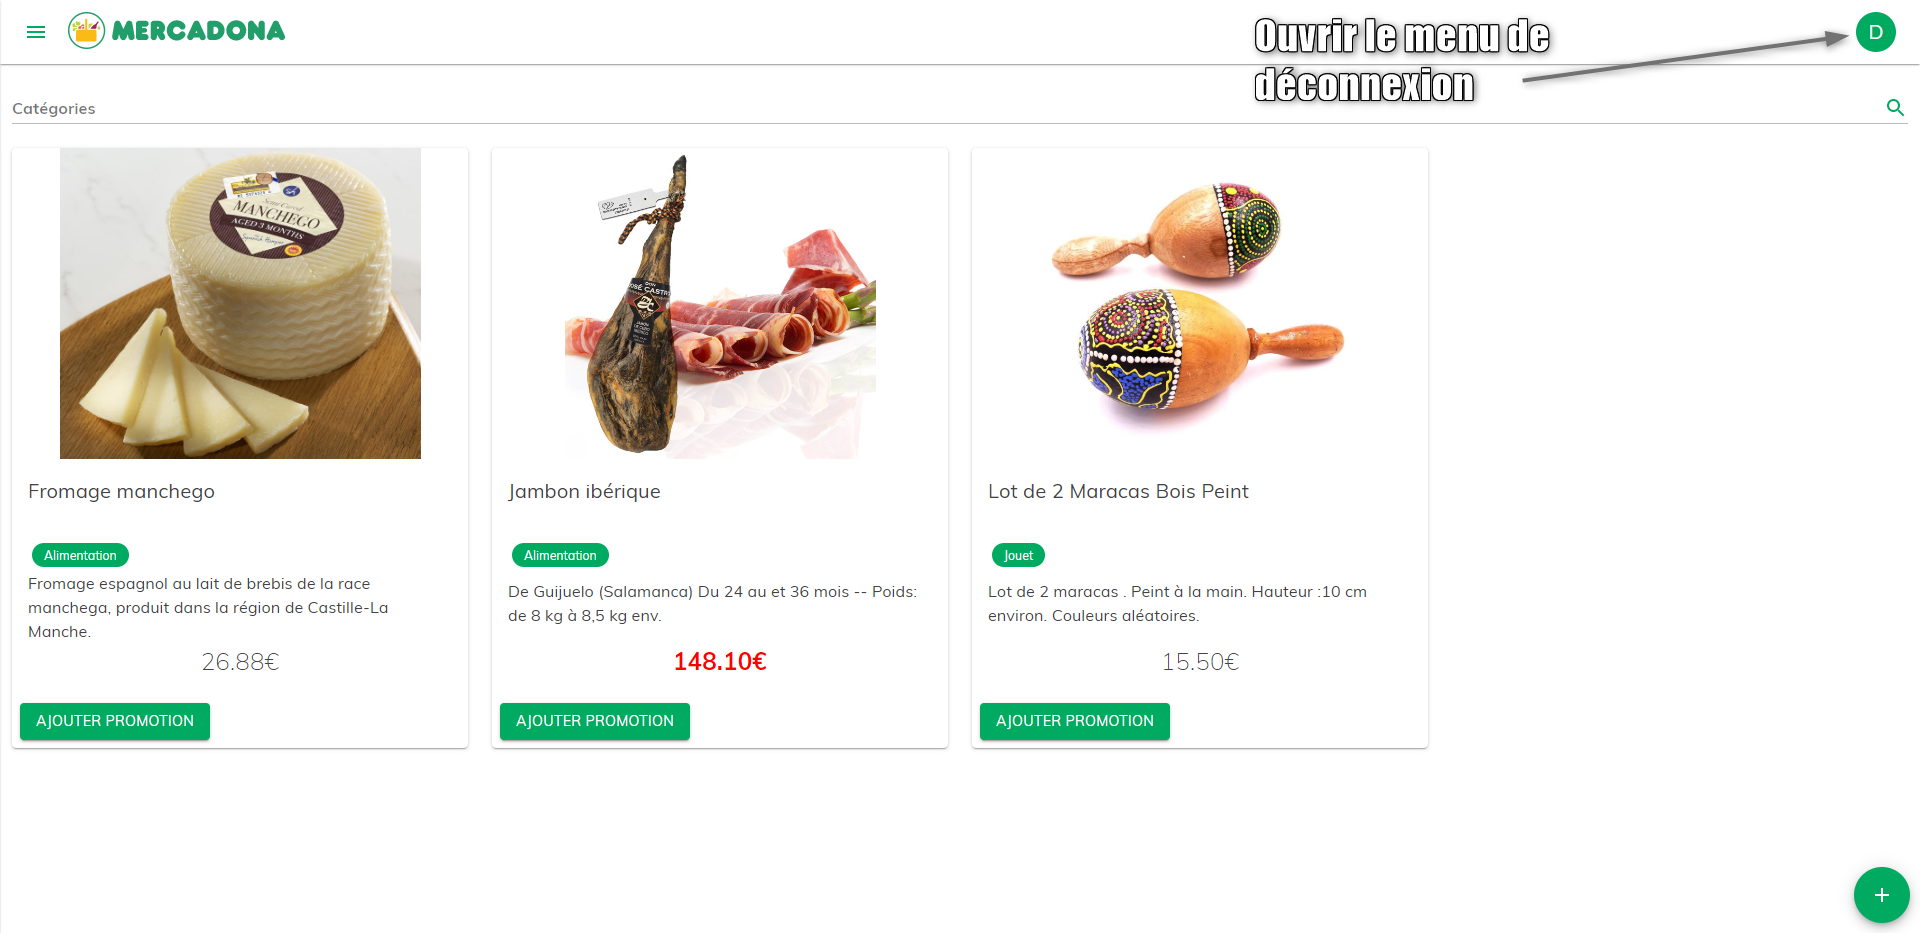 MERCADONA
Ouvrir le menu de
déconnexion
D
Catégories
MANCHEGO
AGED 3 MONTHS
JOSÉ CASTRO
Fromage manchego
Alimentation
Fromage espagnol au lait de brebis de la race
manchega, produit dans la région de Castille-La
Manche.
26.88€
AJOUTER PROMOTION
Jambon ibérique
Alimentation
De Guijuelo (Salamanca) Du 24 au et 36 mois -- Poids:
de 8 kg à 8,5 kg env.
148.10€
AJOUTER PROMOTION
Lot de 2 Maracas Bois Peint
Jouet
Lot de 2 maracas . Peint à la main. Hauteur :10 cm
environ. Couleurs aléatoires.
15.50€
AJOUTER PROMOTION
+